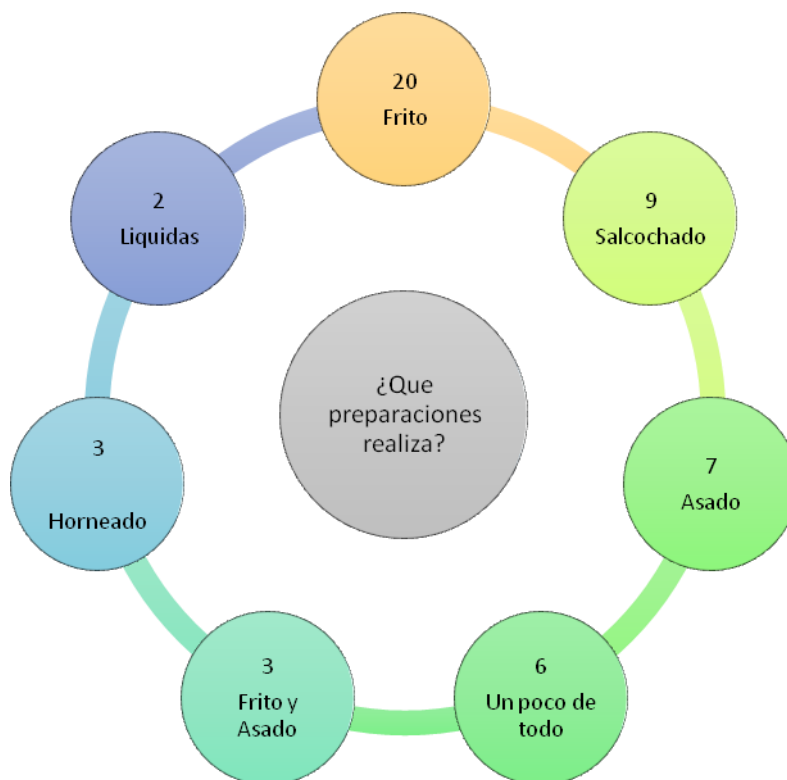 ¿Que
preparaciones
realiza?
20
Frito
9
Salcochado
7
Asado
6
Un poco de
todo
3
Frito y
Asado
3
Horneado
2
Liquidas